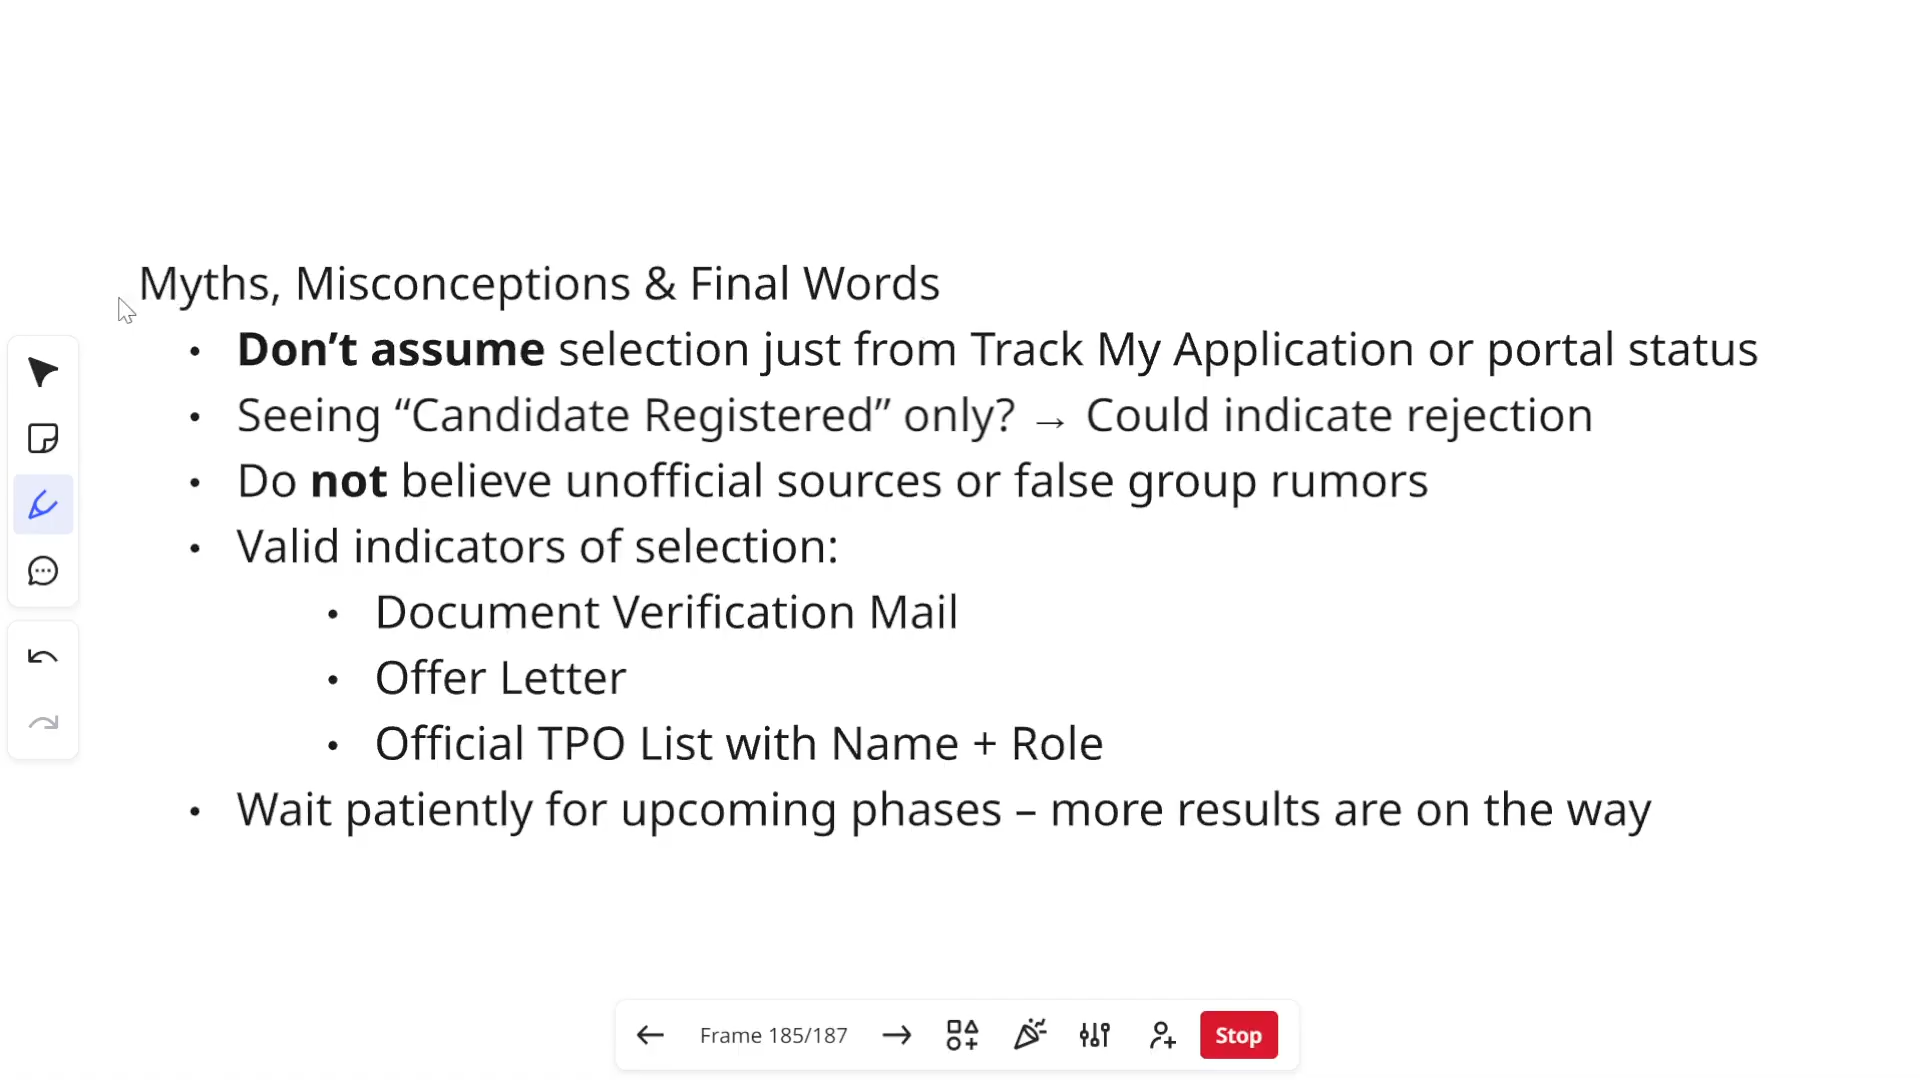 Myths, Misconceptions & Final Words
• Don’t assume selection just from Track My Application or portal status
• Seeing “Candidate Registered” only? → Could indicate rejection
• Do not believe unofficial sources or false group rumors
• Valid indicators of selection:
• Document Verification Mail
• Offer Letter
• Official TPO List with Name + Role
• Wait patiently for upcoming phases – more results are on the way
Frame 185/187 Stop